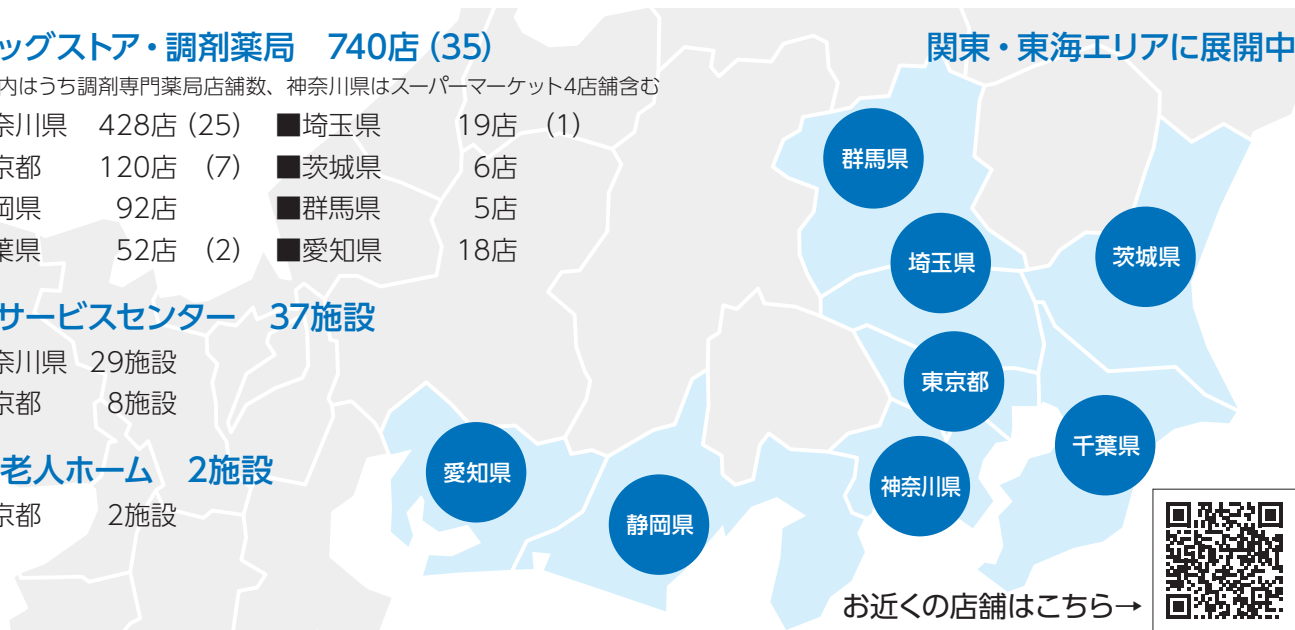 ッグストア・調剤薬局 740店（35）
内はうち調剤専門薬局店舗数、神奈川県はスーパーマーケット4店舗含む
奈川県 428店（25） ■埼玉県 19店（1）
京都 120店（7） ■茨城県 6店
岡県 92店 ■群馬県 5店
葉県 52店（2） ■愛知県 18店
サービスセンター 37施設
奈川県 29施設
京都 8施設
老人ホーム 2施設
京都 2施設
関東・東海エリアに展開中
群馬県
埼玉県
茨城県
東京都
千葉県
神奈川県
愛知県
静岡県
お近くの店舗はこちら→